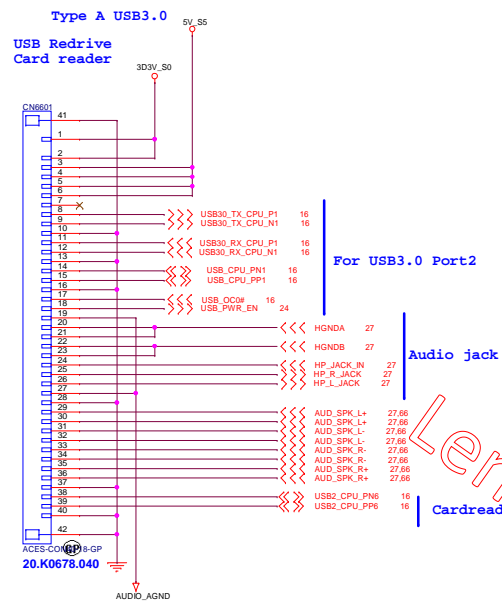 Type A USB3.0
5V_S5
USB Redrive
Card reader
3D3V_S0
CN6601
41
1
2
3
4
5
6
7
8 USB30_TX_CPU_P1 16
9 USB30_TX_CPU_N1 16
10
11 USB30_RX_CPU_P1 16
12 USB30_RX_CPU_N1 16
13
For USB3.0 Port2
14 USB_CPU_PN1 16
15 USB_CPU_PP1 16
16
17 USB_OC0# 16
18 USB_PWR_EN 24
19
20 HGNDA 27
21
22 HGNDB 27
23
Audio jack
24 HP_JACK_IN 27
25 HP_R_JACK 27
26 HP_L_JACK 27
27
28
29 AUD_SPK_L+ 27,66
30 AUD_SPK_L+ 27,66
31 AUD_SPK_L- 27,66
32 AUD_SPK_L- 27,66
33 AUD_SPK_R- 27,66
34 AUD_SPK_R- 27,66
35 AUD_SPK_R+ 27,66
36 AUD_SPK_R+ 27,66
37
Len
38 USB2_CPU_PN6 16
39 USB2_CPU_PP6 16
40
Cardread
42
20.K0678.040
AUDIO_AGND